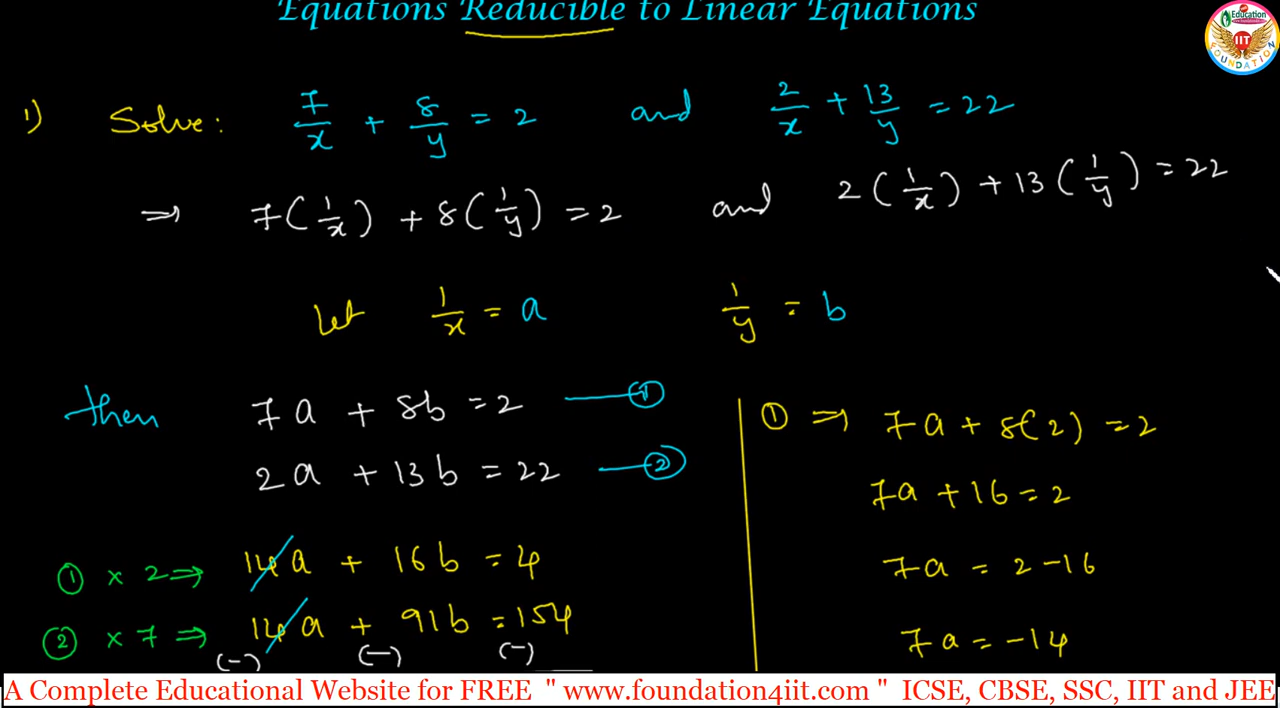 Equations Reducible to Linear Equations
Education
IIT
FOUNDATION
1) Solve: 7/x + 8/y = 2 and 2/x + 13/y = 22
⇒ 7(1/x) + 8(1/y) = 2 and 2(1/x) + 13(1/y) = 22
Let 1/x = a 1/y = b
then 7a + 8b = 2 —— ①
2a + 13b = 22 —— ②
① × 2 ⇒ 14a + 16b = 4
② × 7 ⇒ 14a + 91b = 154
(-) (-) (-)
① ⇒ 7a + 8(2) = 2
7a + 16 = 2
7a = 2 - 16
7a = -14
A Complete Educational Website for FREE " www.foundation4iit.com " ICSE, CBSE, SSC, IIT and JEE